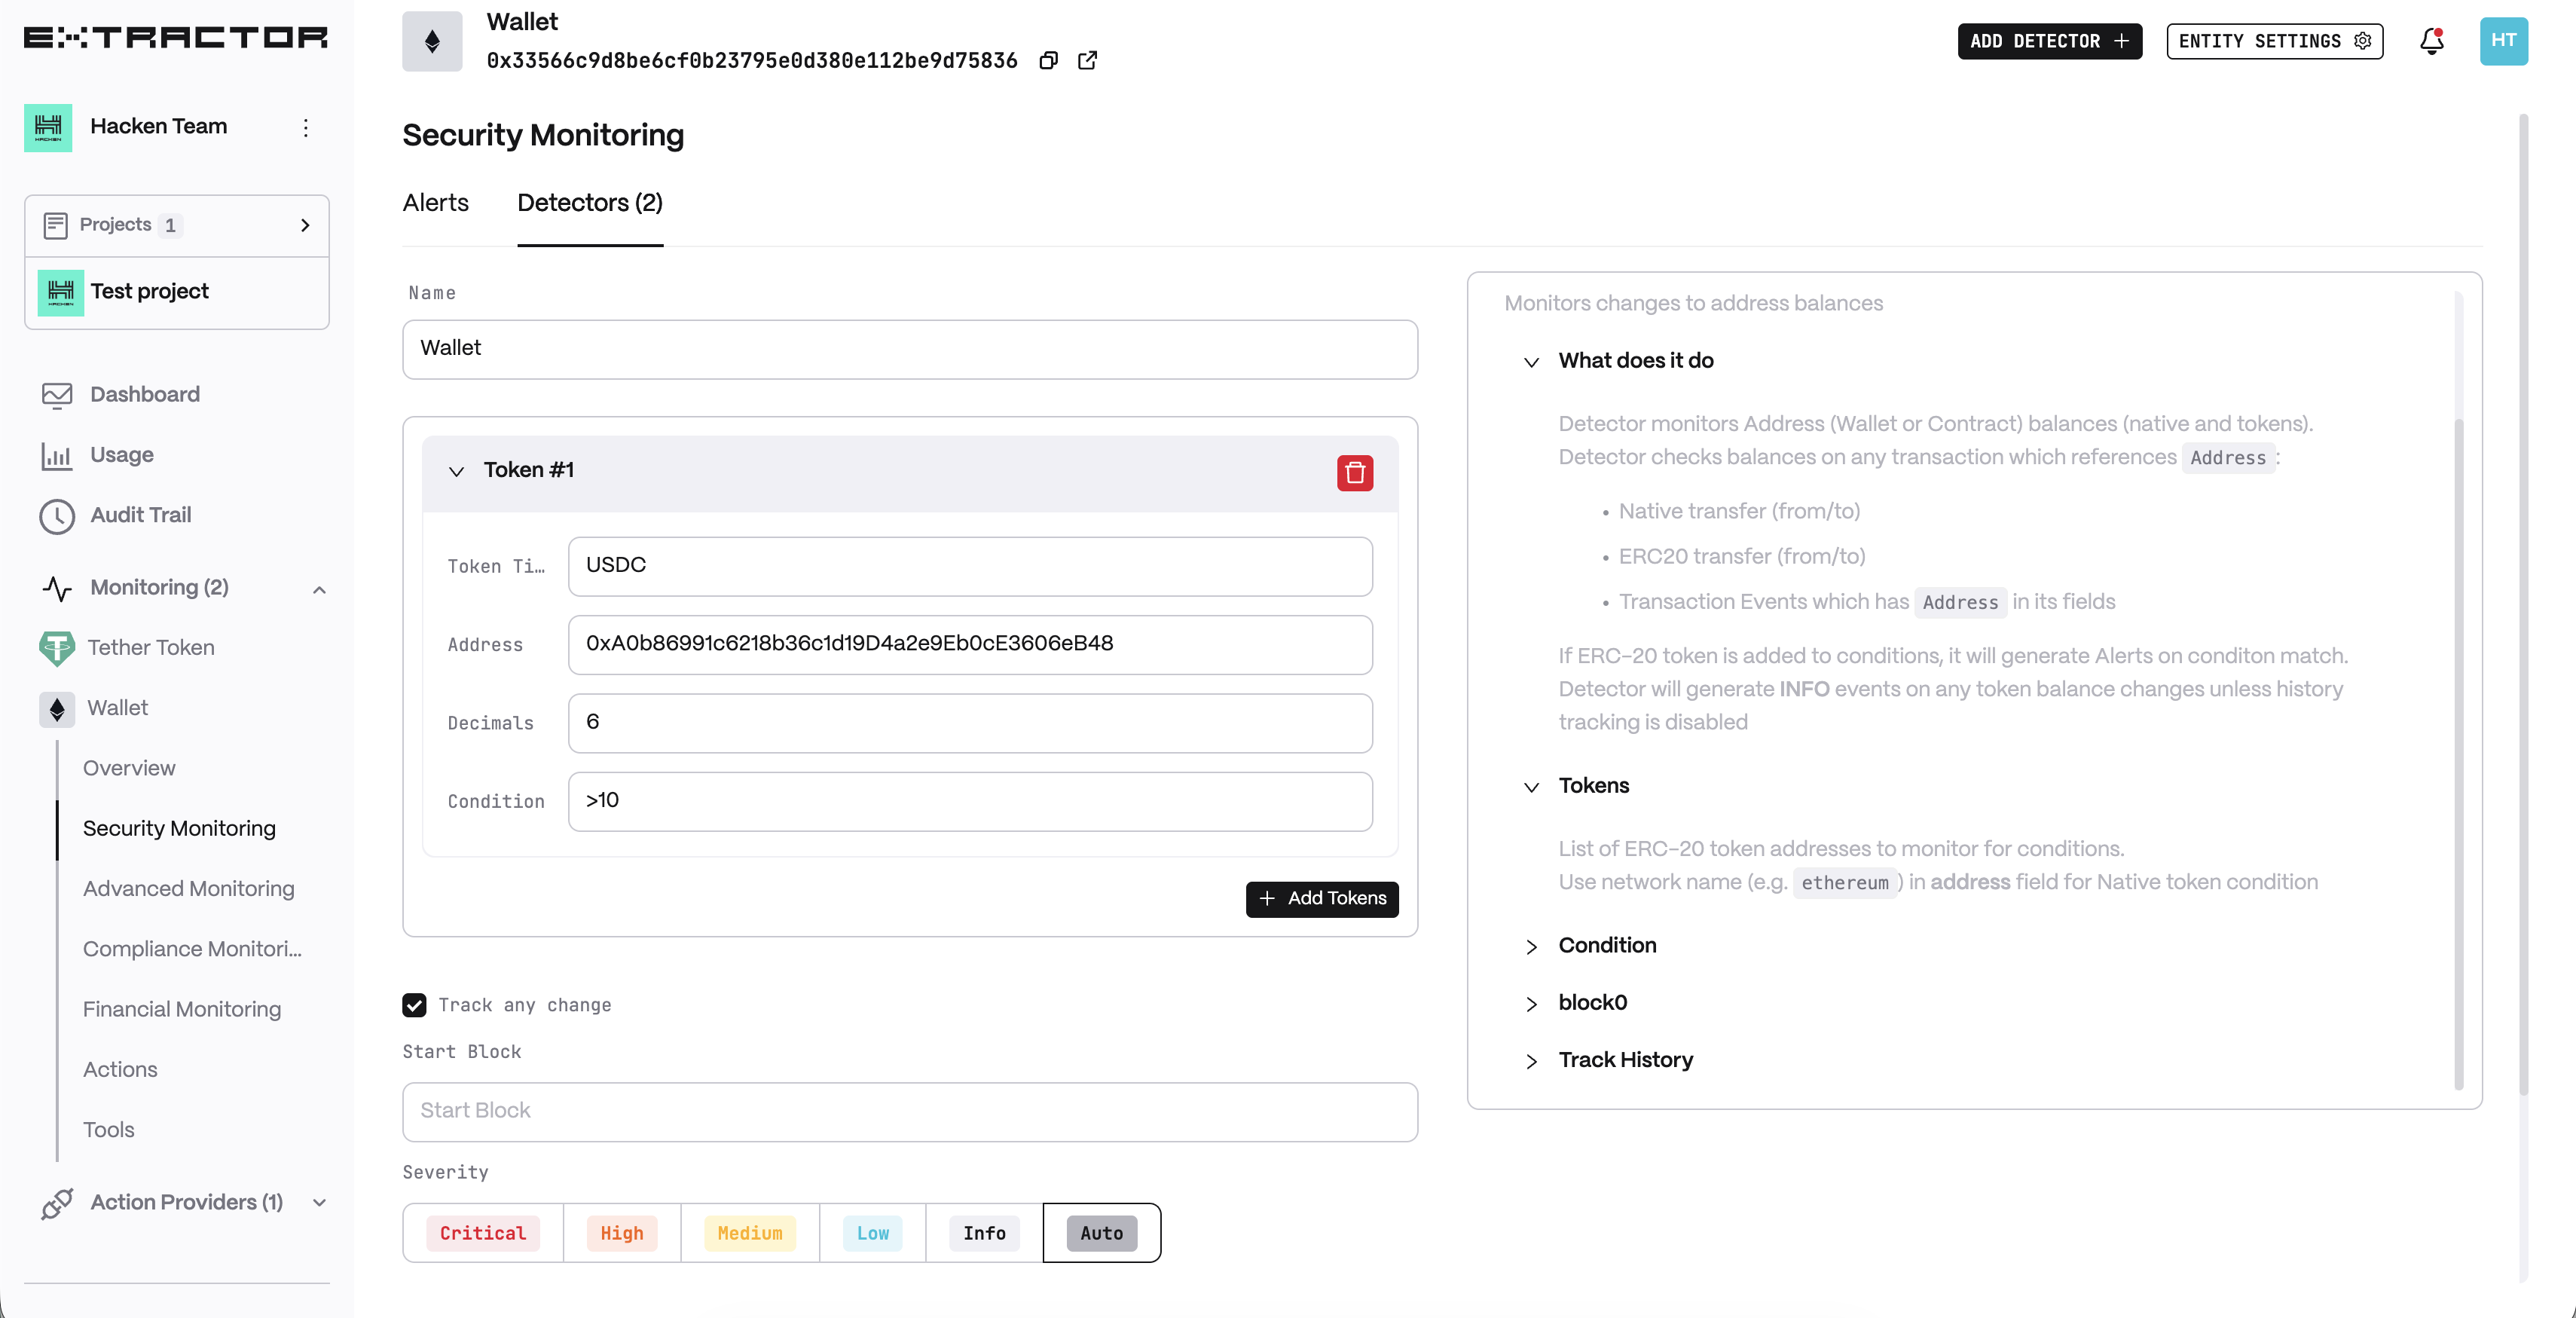 EXTRACTOR
Hacken Team
HACKEN
Projects 1
HACKEN
Test project
Dashboard
Usage
Audit Trail
Monitoring (2)
Tether Token
Wallet
Overview
Security Monitoring
Advanced Monitoring
Compliance Monitori...
Financial Monitoring
Actions
Tools
Action Providers (1)
Wallet
0x33566c9d8be6cf0b23795e0d380e112be9d75836
ADD DETECTOR +
ENTITY SETTINGS
HT
Security Monitoring
Alerts
Detectors (2)
Name
Wallet
Token #1
Token Ti…
USDC
Address
0xA0b86991c6218b36c1d19D4a2e9Eb0cE3606eB48
Decimals
6
Condition
>10
+ Add Tokens
Track any change
Start Block
Start Block
Severity
Critical
High
Medium
Low
Info
Auto
Monitors changes to address balances
What does it do
Detector monitors Address (Wallet or Contract) balances (native and tokens).
Detector checks balances on any transaction which references Address:
• Native transfer (from/to)
• ERC20 transfer (from/to)
• Transaction Events which has Address in its fields
If ERC-20 token is added to conditions, it will generate Alerts on conditon match.
Detector will generate INFO events on any token balance changes unless history
tracking is disabled
Tokens
List of ERC-20 token addresses to monitor for conditions.
Use network name (e.g. ethereum) in address field for Native token condition
Condition
block0
Track History